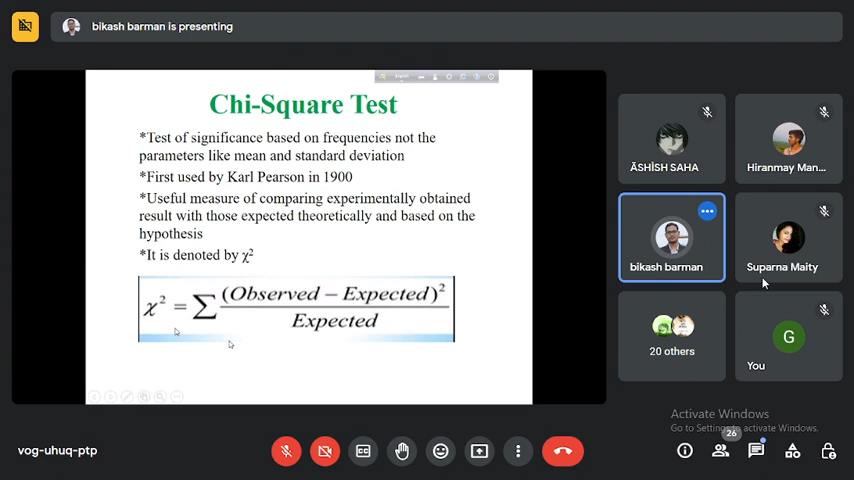 bikash barman is presenting
English
Chi-Square Test
*Test of significance based on frequencies not the
parameters like mean and standard deviation
*First used by Karl Pearson in 1900
*Useful measure of comparing experimentally obtained
result with those expected theoretically and based on the
hypothesis
*It is denoted by χ²
χ² = ∑ (Observed − Expected)² / Expected
ĀSHİSH SAHA
Hiranmay Man...
bikash barman
Suparna Maity
20 others
G
You
Activate Windows
Go to Settings to activate Windows.
vog-uhuq-ptp
26